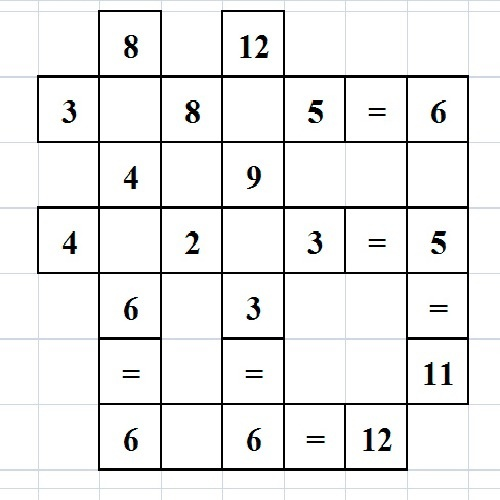 8 12
3 8 5 = 6
4 9
4 2 3 = 5
6 3 =
= = 11
6 6 = 12